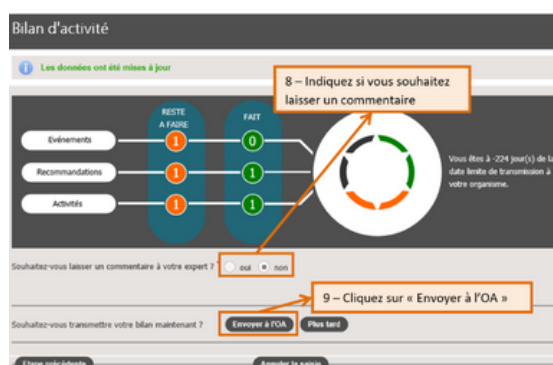 Bilan d'activité
Les données ont été mises à jour
8 – Indiquez si vous souhaitez
laisser un commentaire
RESTE
A FAIRE
FAIT
Evénements
1
0
Recommandations
1
1
Activités
1
1
Vous êtes à -224 jour(s) de la
date limite de transmission à
votre organisme.
Souhaitez-vous laisser un commentaire à votre expert ? * oui non
9 – Cliquez sur « Envoyer à l'OA »
Souhaitez-vous transmettre votre bilan maintenant ? Envoyer à l'OA Plus tard
Etape précédente Annuler la saisie